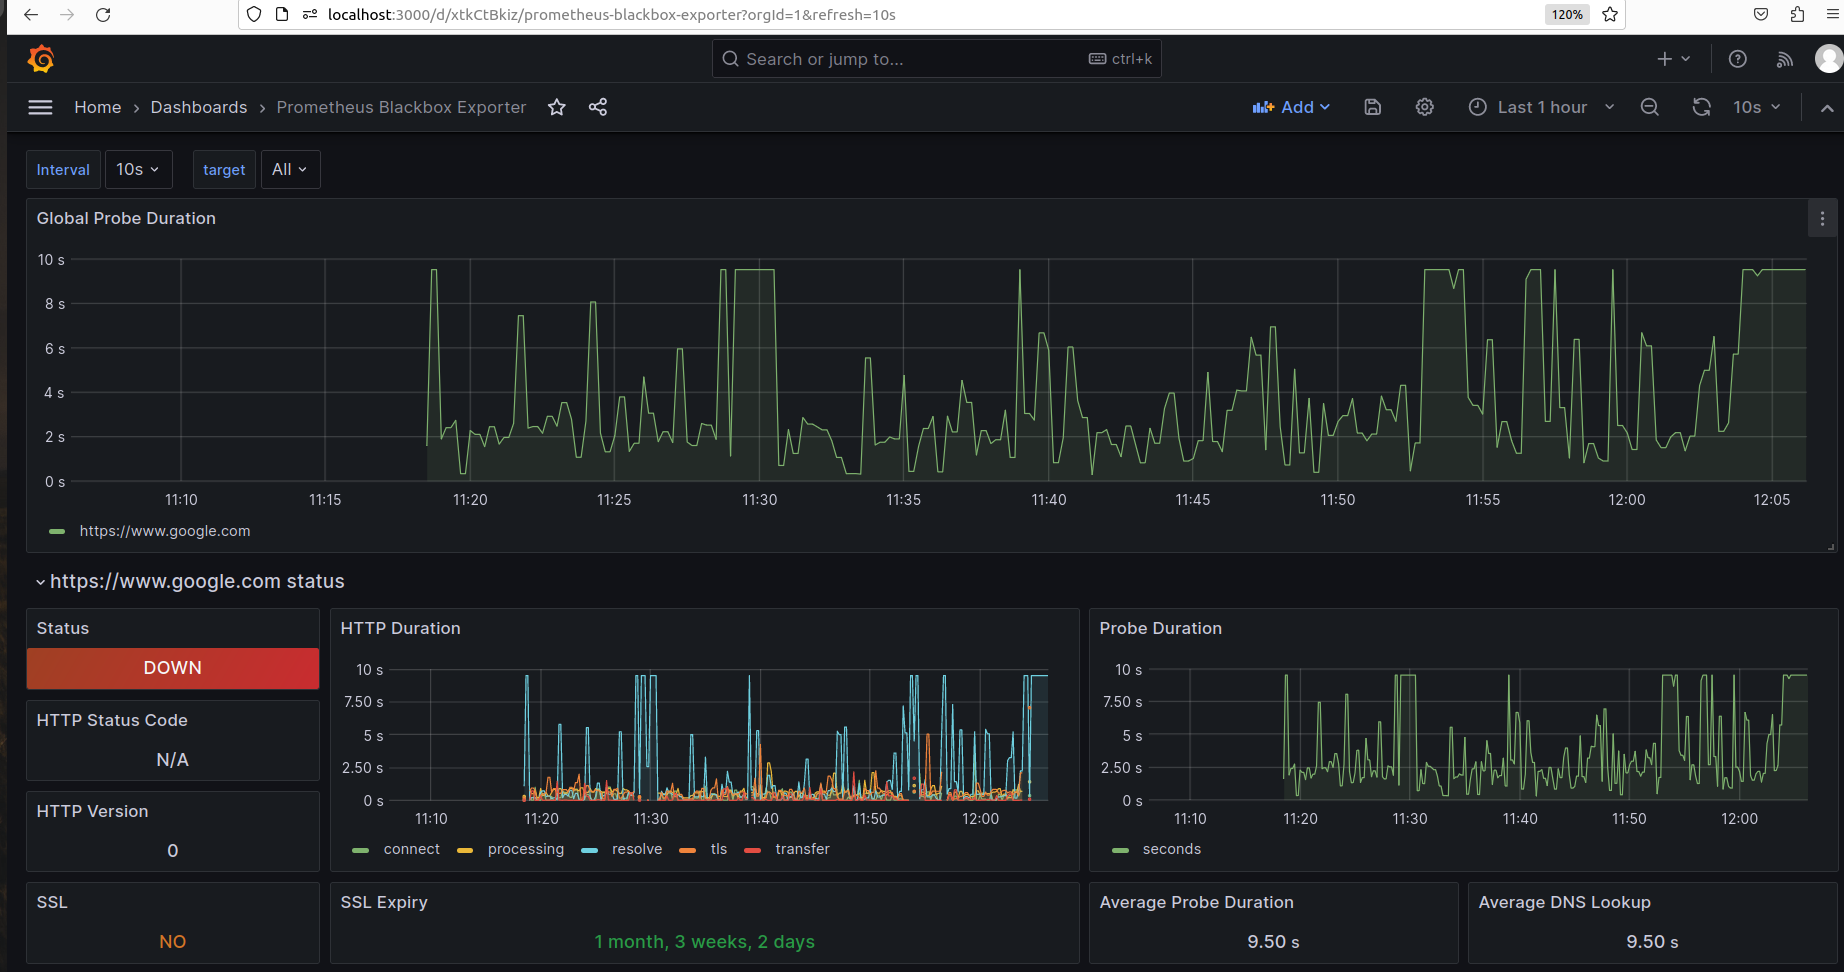 localhost:3000/d/xtkCtBkiz/prometheus-blackbox-exporter?orgId=1&refresh=10s
120%
Search or jump to...
ctrl+k
Home
Dashboards
Prometheus Blackbox Exporter
Add
Last 1 hour
10s
Interval
10s
target
All
Global Probe Duration
10 s
8 s
6 s
4 s
2 s
0 s
11:10
11:15
11:20
11:25
11:30
11:35
11:40
11:45
11:50
11:55
12:00
12:05
https://www.google.com
https://www.google.com status
Status
DOWN
HTTP Status Code
N/A
HTTP Version
0
SSL
NO
HTTP Duration
10 s
7.50 s
5 s
2.50 s
0 s
11:10
11:20
11:30
11:40
11:50
12:00
connect
processing
resolve
tls
transfer
Probe Duration
10 s
7.50 s
5 s
2.50 s
0 s
11:10
11:20
11:30
11:40
11:50
12:00
seconds
SSL Expiry
1 month, 3 weeks, 2 days
Average Probe Duration
9.50 s
Average DNS Lookup
9.50 s